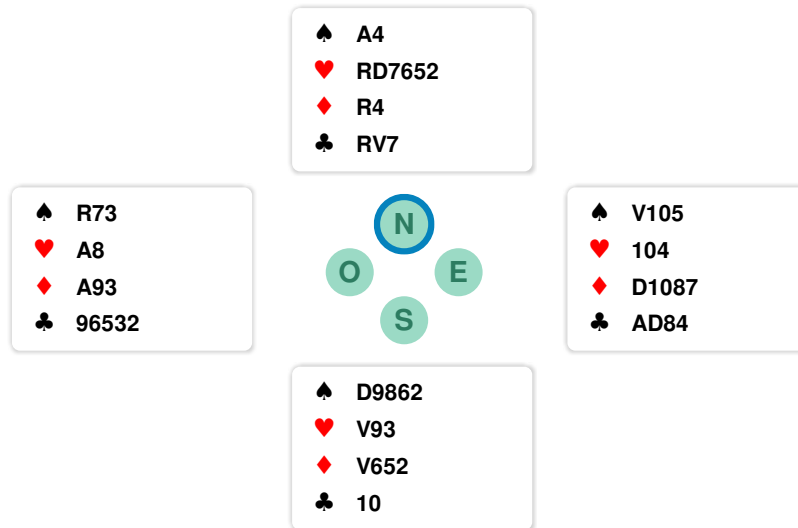 ♠ A4
♥ RD7652
♦ R4
♣ RV7
♠ R73
♥ A8
♦ A93
♣ 96532
N
O E
S
♠ V105
♥ 104
♦ D1087
♣ AD84
♠ D9862
♥ V93
♦ V652
♣ 10